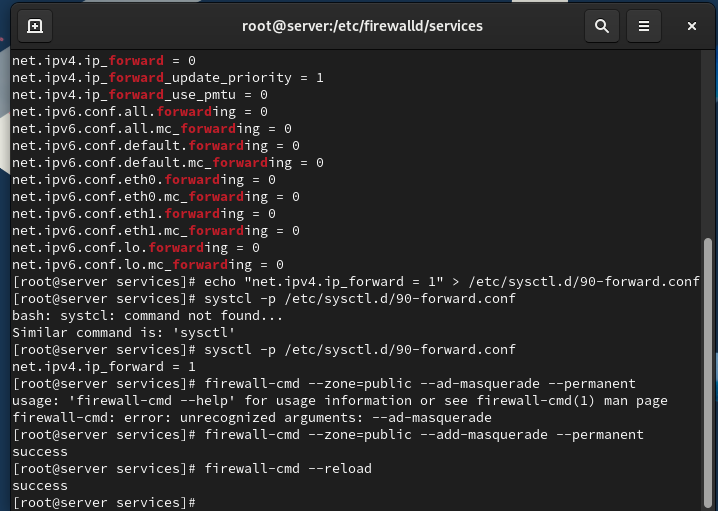 root@server:/etc/firewalld/services
net.ipv4.ip_forward = 0
net.ipv4.ip_forward_update_priority = 1
net.ipv4.ip_forward_use_pmtu = 0
net.ipv6.conf.all.forwarding = 0
net.ipv6.conf.all.mc_forwarding = 0
net.ipv6.conf.default.forwarding = 0
net.ipv6.conf.default.mc_forwarding = 0
net.ipv6.conf.eth0.forwarding = 0
net.ipv6.conf.eth0.mc_forwarding = 0
net.ipv6.conf.eth1.forwarding = 0
net.ipv6.conf.eth1.mc_forwarding = 0
net.ipv6.conf.lo.forwarding = 0
net.ipv6.conf.lo.mc_forwarding = 0
[root@server services]# echo "net.ipv4.ip_forward = 1" > /etc/sysctl.d/90-forward.conf
[root@server services]# systcl -p /etc/sysctl.d/90-forward.conf
bash: systcl: command not found...
Similar command is: 'sysctl'
[root@server services]# sysctl -p /etc/sysctl.d/90-forward.conf
net.ipv4.ip_forward = 1
[root@server services]# firewall-cmd --zone=public --ad-masquerade --permanent
usage: 'firewall-cmd --help' for usage information or see firewall-cmd(1) man page
firewall-cmd: error: unrecognized arguments: --ad-masquerade
[root@server services]# firewall-cmd --zone=public --add-masquerade --permanent
success
[root@server services]# firewall-cmd --reload
success
[root@server services]#